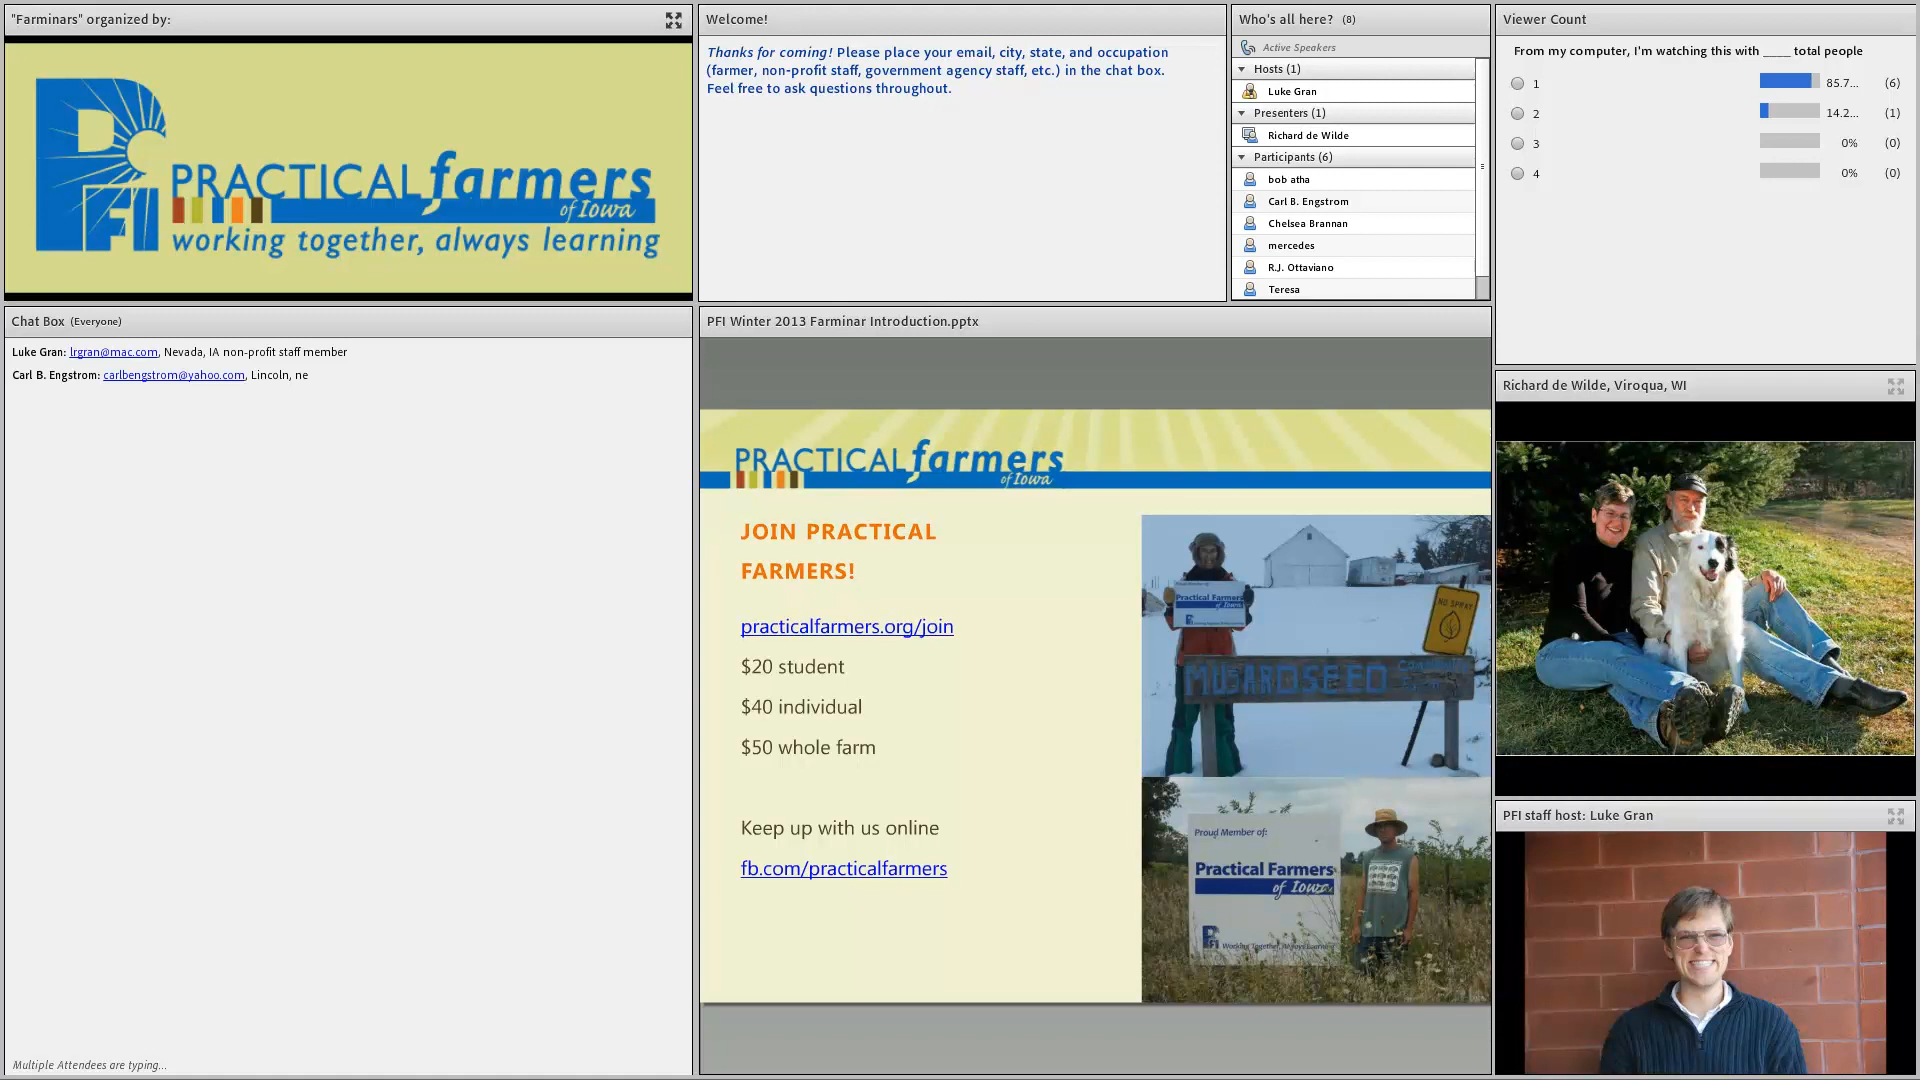 "Farminars" organized by:
PFI
PRACTICAL farmers
of Iowa
working together, always learning
Welcome!
Thanks for coming! Please place your email, city, state, and occupation
(farmer, non-profit staff, government agency staff, etc.) in the chat box.
Feel free to ask questions throughout.
Who's all here? (8)
Active Speakers
Hosts (1)
Luke Gran
Presenters (1)
Richard de Wilde
Participants (6)
bob atha
Carl B. Engstrom
Chelsea Brannan
mercedes
R.J. Ottaviano
Teresa
Viewer Count
From my computer, I'm watching this with ____ total people
1 85.7... (6)
2 14.2... (1)
3 0% (0)
4 0% (0)
Chat Box (Everyone)
Luke Gran: lrgran@mac.com, Nevada, IA non-profit staff member
Carl B. Engstrom: carlbengstrom@yahoo.com, Lincoln, ne
Multiple Attendees are typing...
PFI Winter 2013 Farminar Introduction.pptx
PRACTICAL farmers
of Iowa
JOIN PRACTICAL
FARMERS!
practicalfarmers.org/join
$20 student
$40 individual
$50 whole farm
Keep up with us online
fb.com/practicalfarmers
Proud Member of:
Practical Farmers
of Iowa
NO SPRAY
MUSARDSEED
Proud Member of:
Practical Farmers
of Iowa
PFI
Richard de Wilde, Viroqua, WI
PFI staff host: Luke Gran